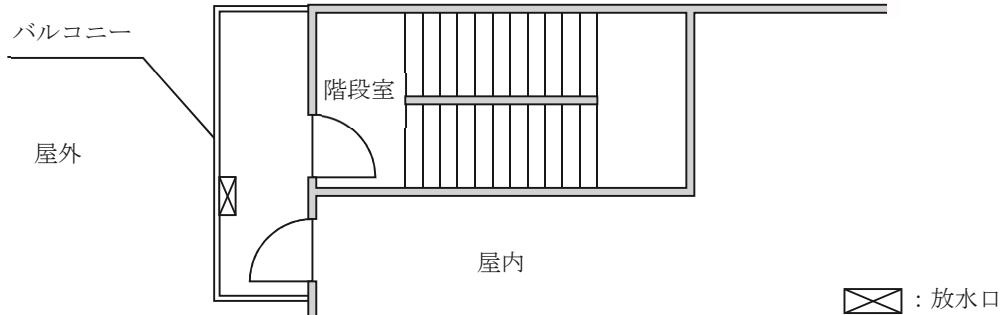 バルコニー
階段室
屋外
屋内
：放水口